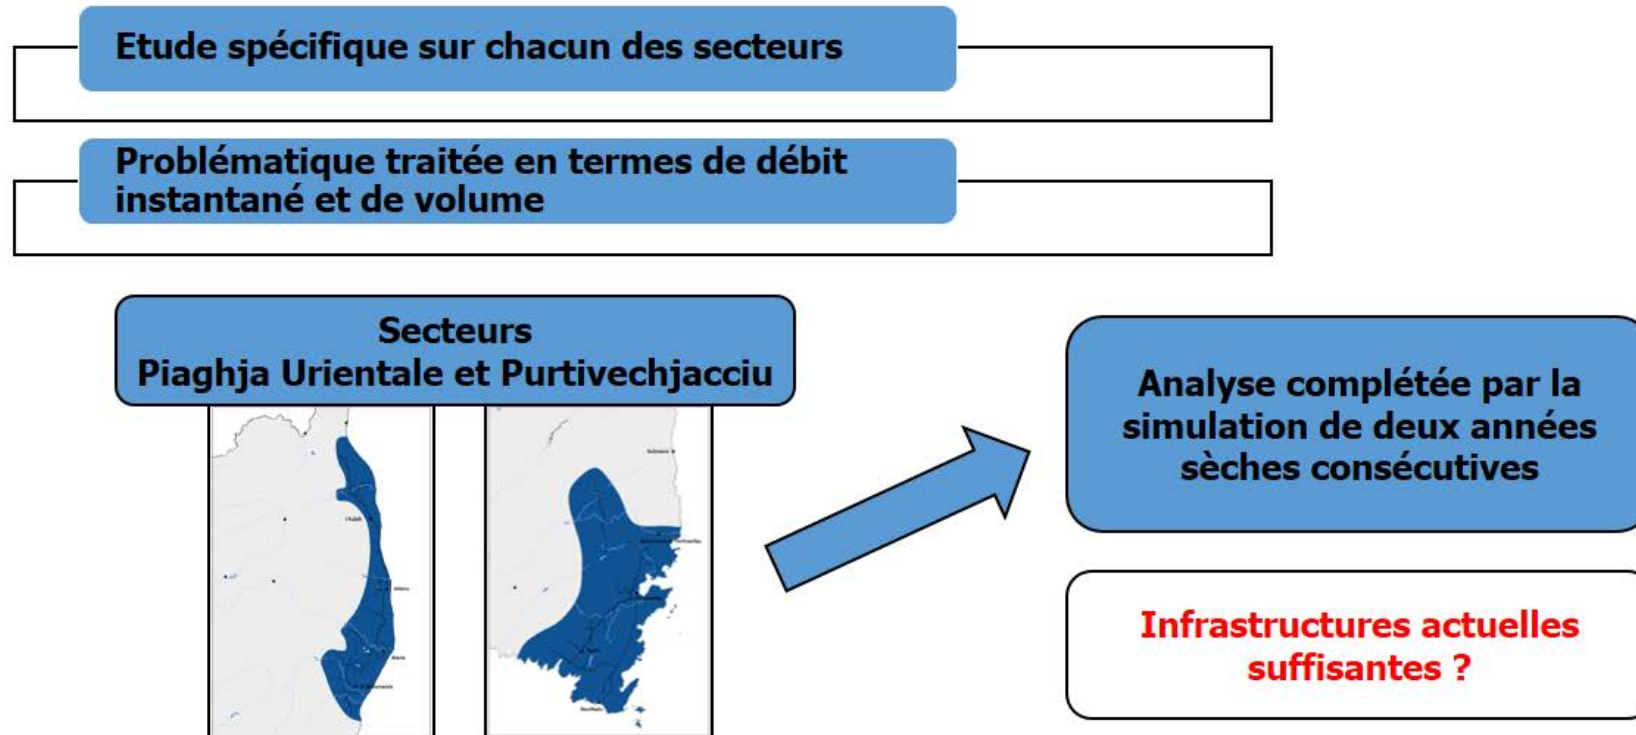 Etude spécifique sur chacun des secteurs
Problématique traitée en termes de débit
instantané et de volume
Secteurs
Piaghja Urientale et Purtivechjacciu
Analyse complétée par la
simulation de deux années
sèches consécutives
Infrastructures actuelles
suffisantes ?